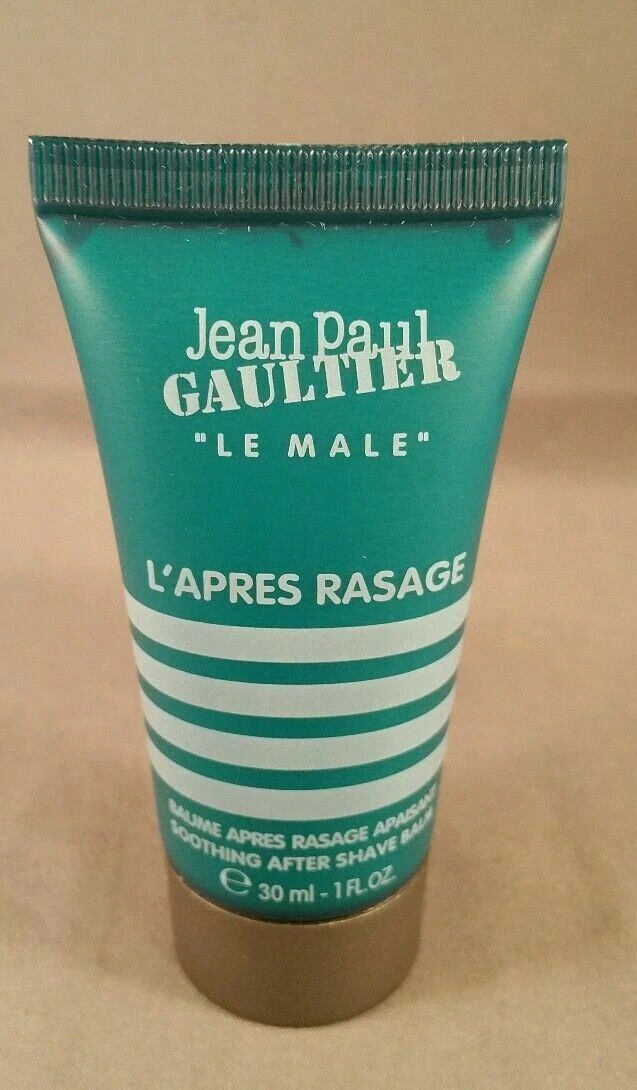 Jean Paul
GAULTIER
"LE MALE"
L'APRES RASAGE
BAUME APRES RASAGE APAISANT
SOOTHING AFTER SHAVE BALM
℮ 30 ml - 1 FL.OZ.